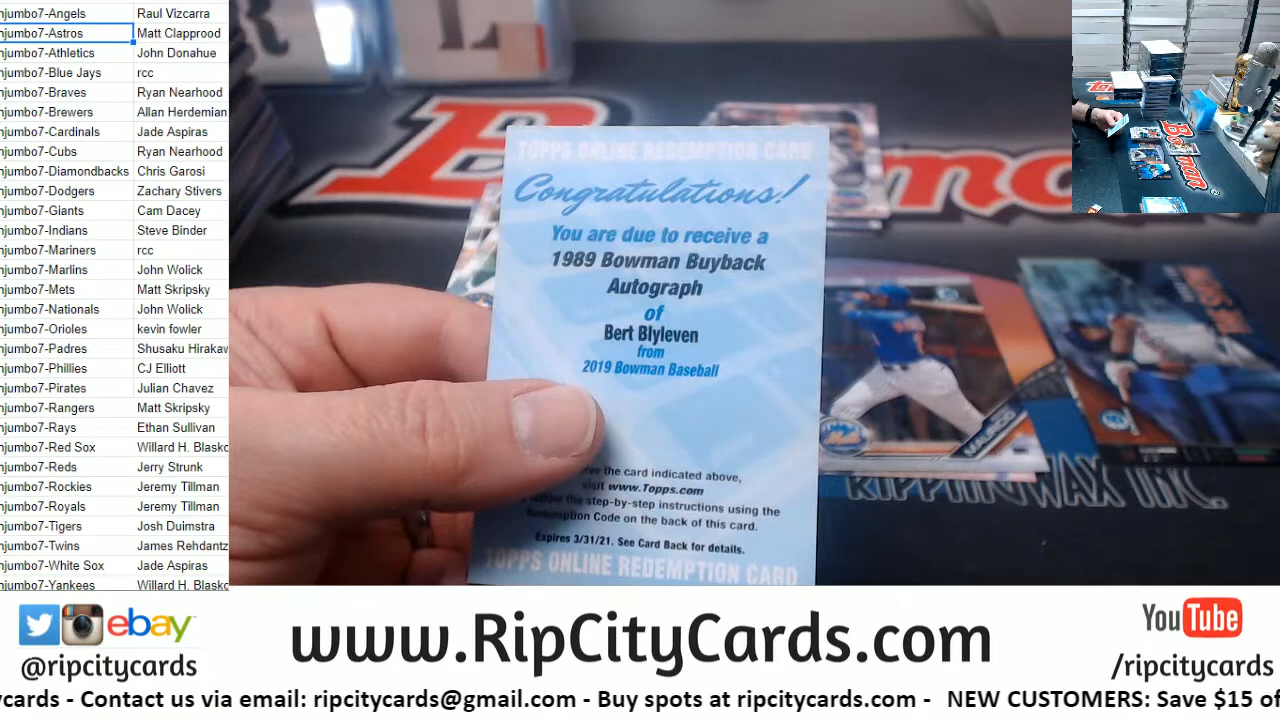 njumbo7-Angels Raul Vizcarra
njumbo7-Astros Matt Clapprood
njumbo7-Athletics John Donahue
njumbo7-Blue Jays rcc
njumbo7-Braves Ryan Nearhood
njumbo7-Brewers Allan Herdemian
njumbo7-Cardinals Jade Aspiras
njumbo7-Cubs Ryan Nearhood
njumbo7-Diamondbacks Chris Garosi
njumbo7-Dodgers Zachary Stivers
njumbo7-Giants Cam Dacey
njumbo7-Indians Steve Binder
njumbo7-Mariners rcc
njumbo7-Marlins John Wolick
njumbo7-Mets Matt Skripsky
njumbo7-Nationals John Wolick
njumbo7-Orioles kevin fowler
njumbo7-Padres Shusaku Hirakaw
njumbo7-Phillies CJ Elliott
njumbo7-Pirates Julian Chavez
njumbo7-Rangers Matt Skripsky
njumbo7-Rays Ethan Sullivan
njumbo7-Red Sox Willard H. Blasko
njumbo7-Reds Jerry Strunk
njumbo7-Rockies Jeremy Tillman
njumbo7-Royals Jeremy Tillman
njumbo7-Tigers Josh Duimstra
njumbo7-Twins James Rehdantz
njumbo7-White Sox Jade Aspiras
njumbo7-Yankees Willard H. Blasko
TOPPS ONLINE REDEMPTION CARD
Congratulations!
You are due to receive a
1989 Bowman Buyback
Autograph
of
Bert Blyleven
from
2019 Bowman Baseball
the card indicated above,
visit www.Topps.com
the step-by-step instructions using the
Redemption Code on the back of this card.
Expires 3/31/21. See Card Back for details.
TOPPS ONLINE REDEMPTION CARD
MAURICIO
Bowman
INC.
ebay
@ripcitycards
www.RipCityCards.com
YouTube
/ripcitycards
ycards - Contact us via email: ripcitycards@gmail.com - Buy spots at ripcitycards.com - NEW CUSTOMERS: Save $15 of